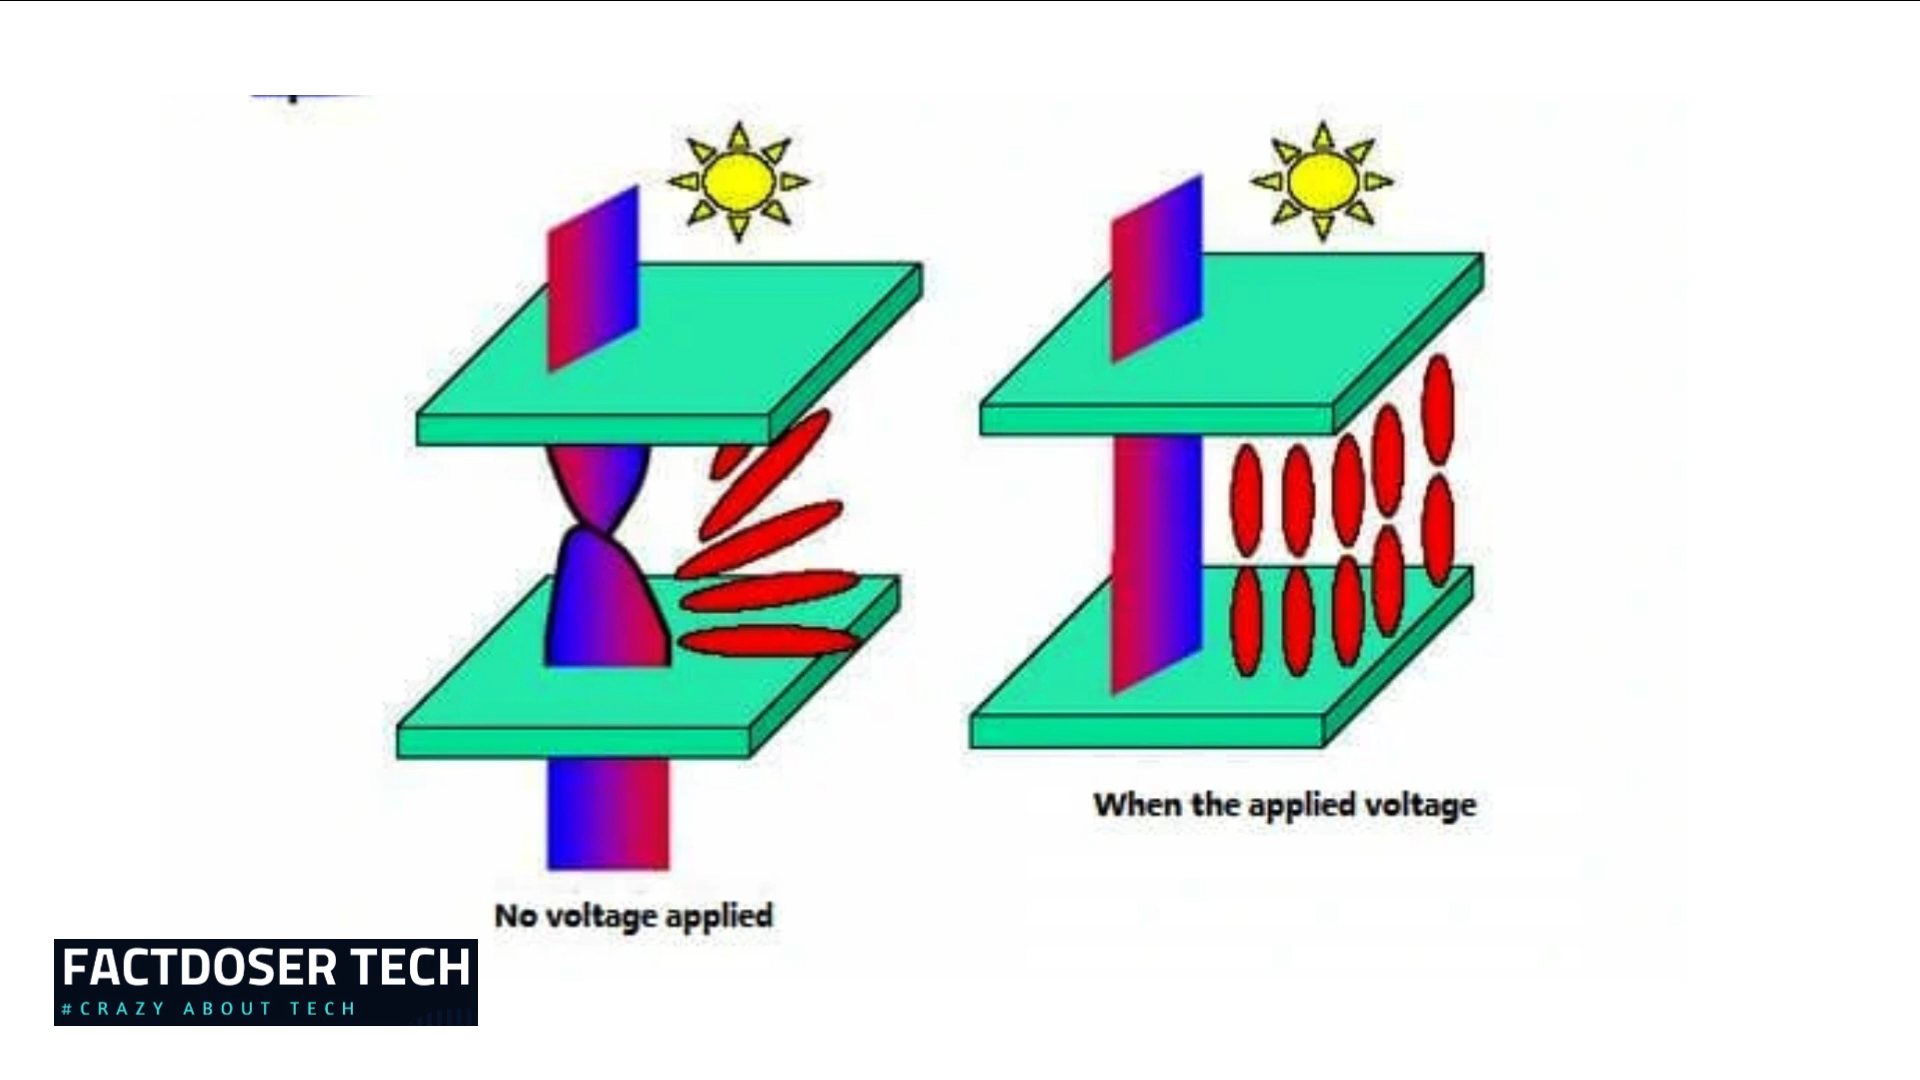 When the applied voltage
No voltage applied
FACTDOSER TECH
#CRAZY ABOUT TECH